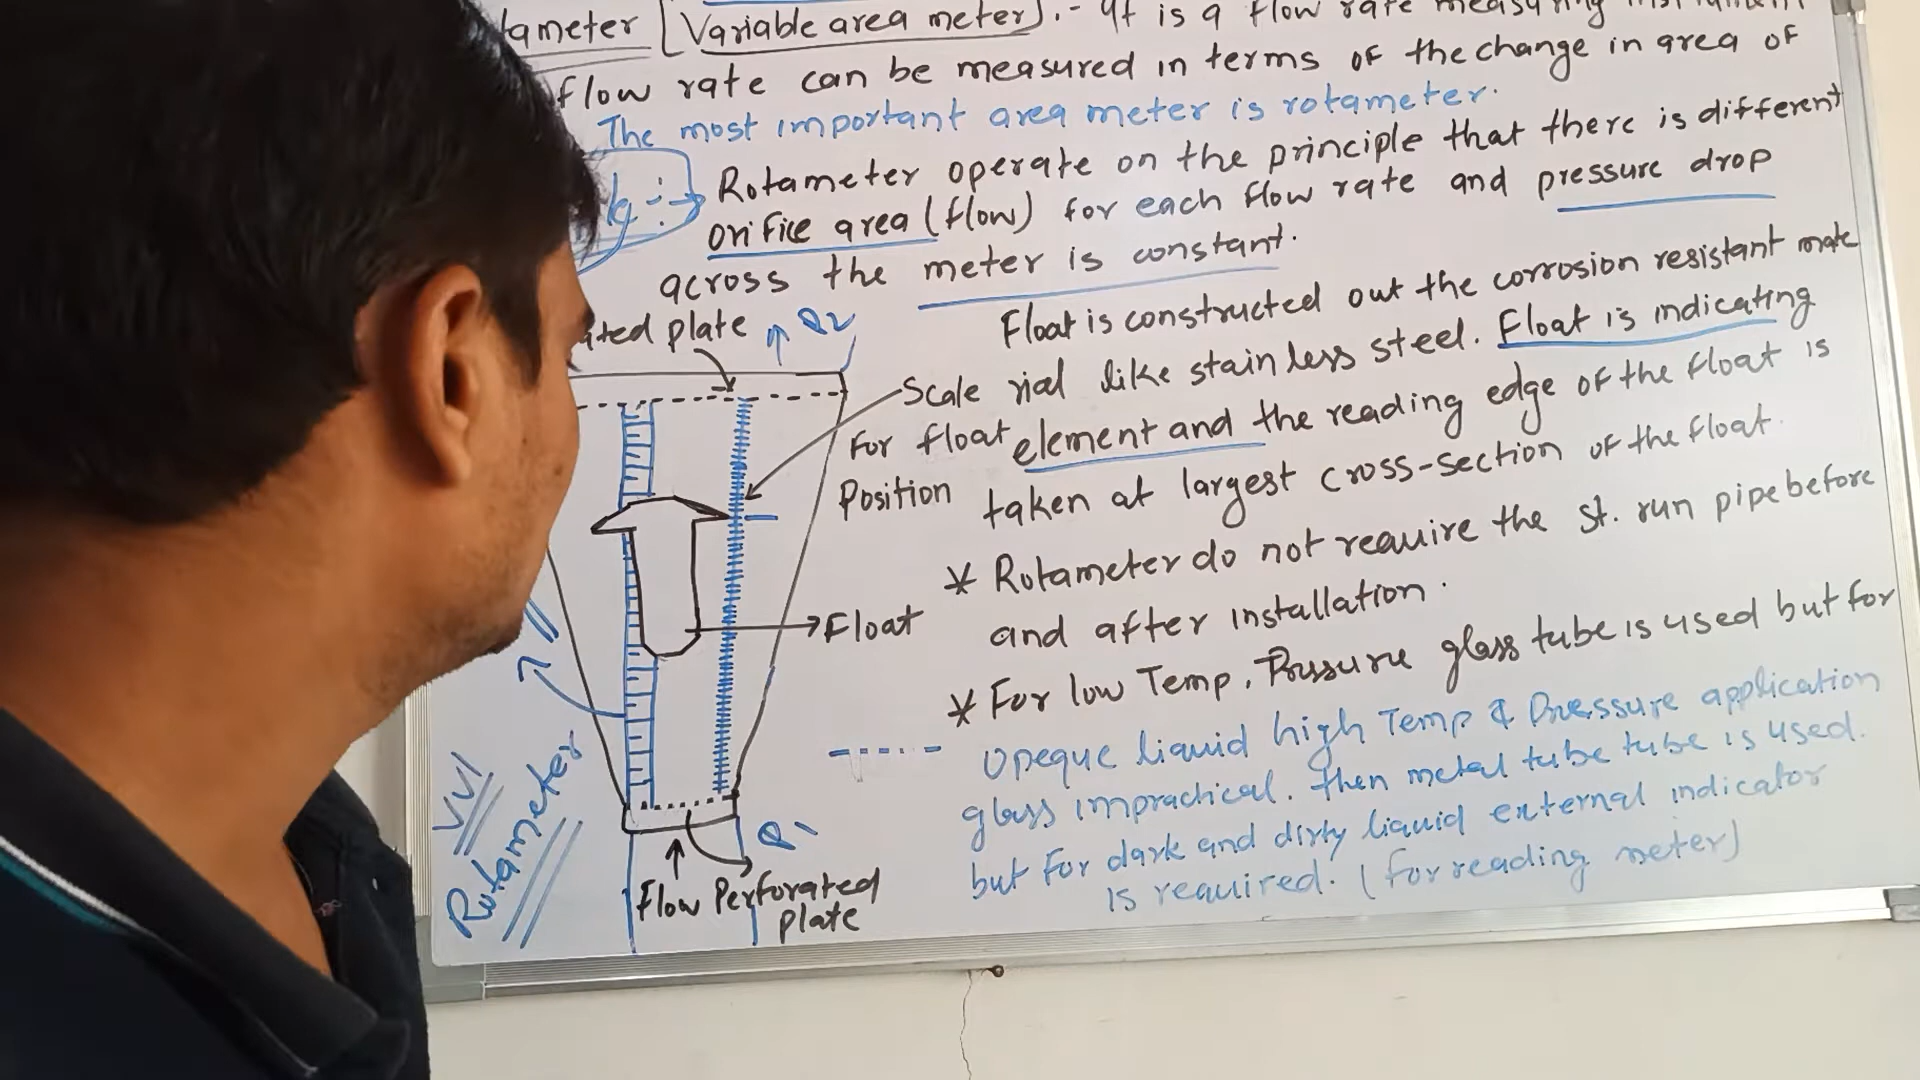 tameter [Variable area meter].- It is a flow rate measuring
flow rate can be measured in terms of the change in area of
The most important area meter is rotameter.
Rotameter operate on the principle that there is different
orifice area (flow) for each flow rate and pressure drop
across the meter is constant.
ated plate
Q2
Float is constructed out the corrosion resistant mate
Scale
rial like stainless steel. Float is indicating
For float
Position
element and the reading edge of the float is
taken at largest cross-section of the float.
* Rotameter do not reauire the st. run pipe before
and after installation.
Float
* For low Temp, Pressure glass tube is used but for
opeque liquid high Temp & Pressure application
glass impractical. then metal tube tube is used.
but for dark and dirty liquid external indicator
is reauired. (for reading meter)
VVI
Rotameter
Q1
Flow
Perforated
plate